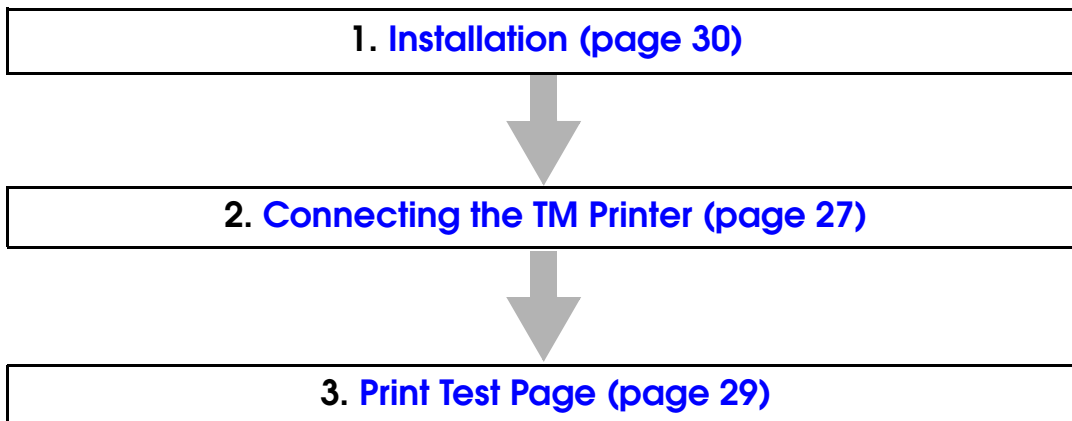 1. Installation (page 30)
2. Connecting the TM Printer (page 27)
3. Print Test Page (page 29)